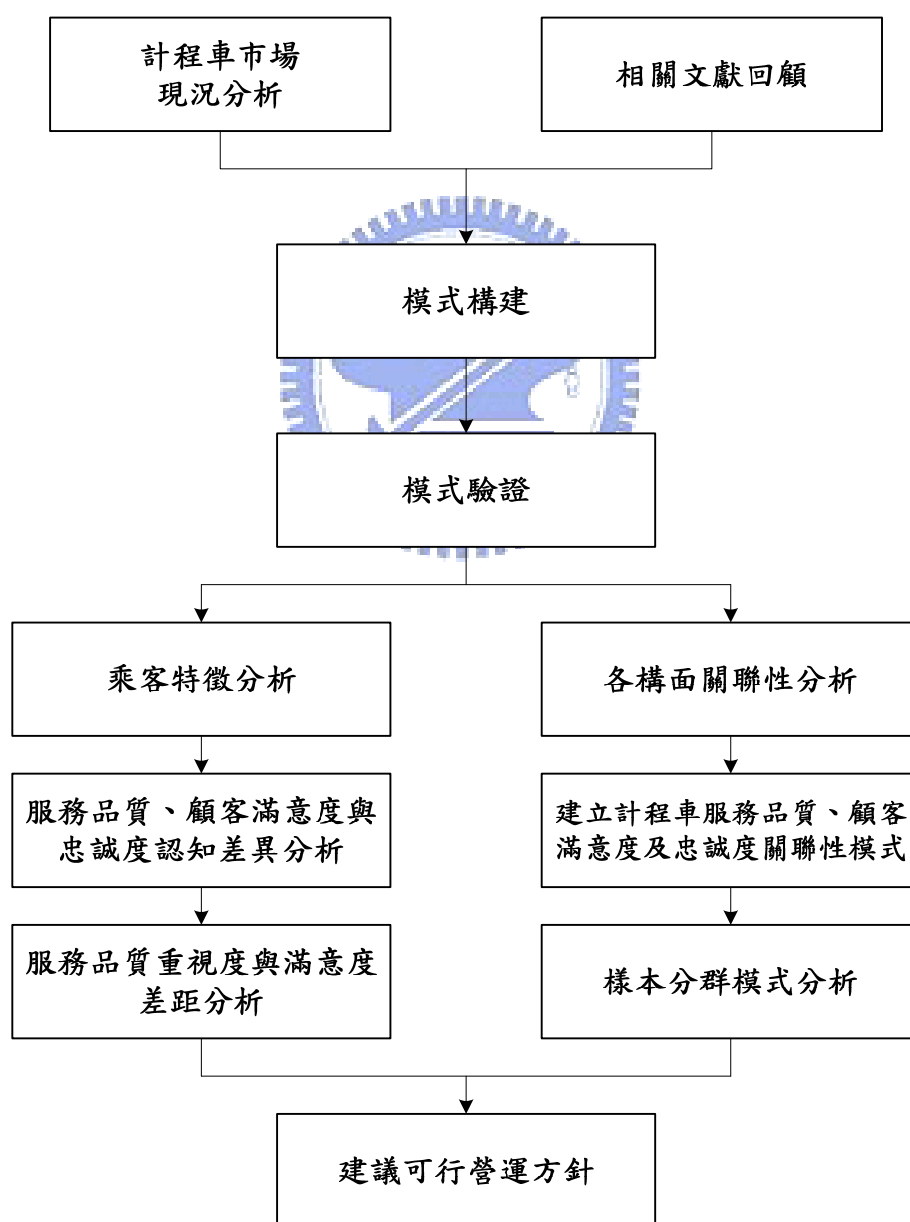 計程車市場
現況分析
相關文獻回顧
模式構建
模式驗證
乘客特徵分析
各構面關聯性分析
服務品質、顧客滿意度與
忠誠度認知差異分析
建立計程車服務品質、顧客
滿意度及忠誠度關聯性模式
服務品質重視度與滿意度
差距分析
樣本分群模式分析
建議可行營運方針